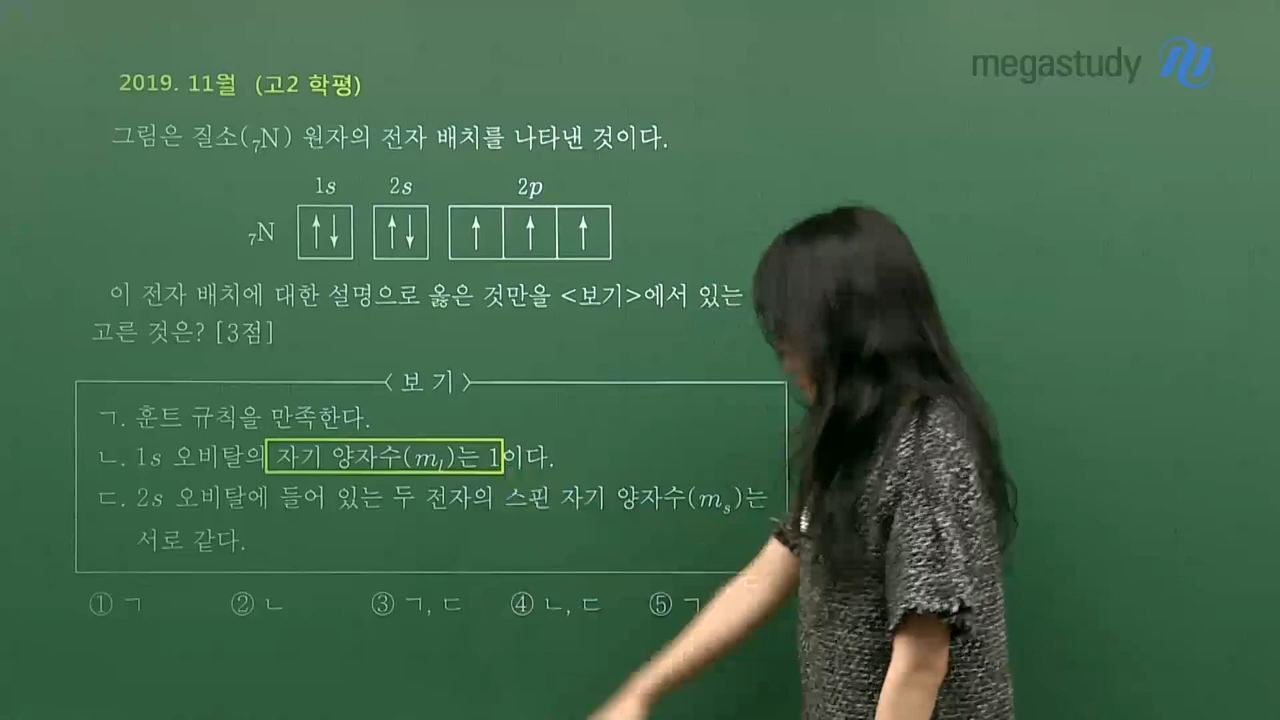 megastudy
2019. 11월 (고2 학평)
그림은 질소(₇N) 원자의 전자 배치를 나타낸 것이다.
1s 2s 2p
₇N ↑↓ ↑↓ ↑ ↑ ↑
이 전자 배치에 대한 설명으로 옳은 것만을 <보기>에서 있는
고른 것은? [3점]
〈보 기〉
ㄱ. 훈트 규칙을 만족한다.
ㄴ. 1s 오비탈의 자기 양자수(mₗ)는 1이다.
ㄷ. 2s 오비탈에 들어 있는 두 전자의 스핀 자기 양자수(mₛ)는
서로 같다.
① ㄱ ② ㄴ ③ ㄱ, ㄷ ④ ㄴ, ㄷ ⑤ ㄱ